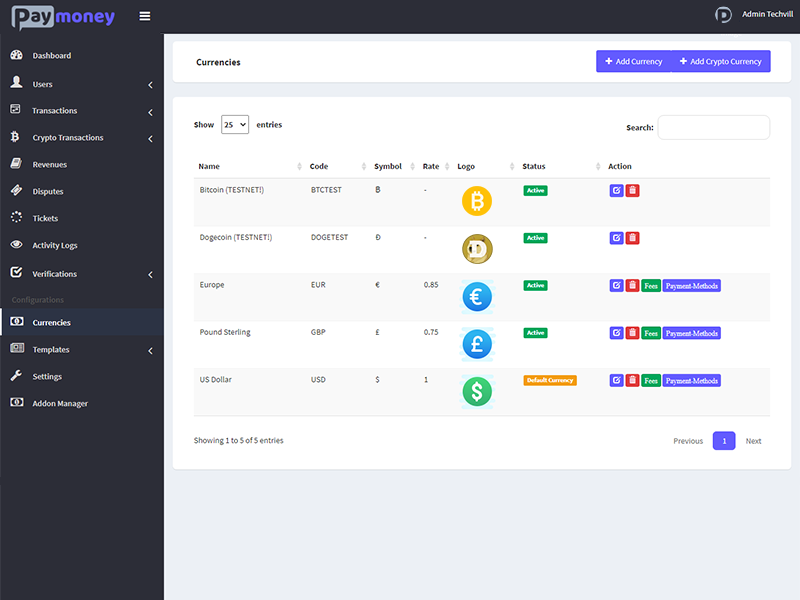 Paymoney
Admin Techvill
Dashboard
Users
Transactions
Crypto Transactions
Revenues
Disputes
Tickets
Activity Logs
Verifications
Configurations
Currencies
Templates
Settings
Addon Manager
Currencies
Add Currency
Add Crypto Currency
Show 25 entries
Search:
Name Code Symbol Rate Logo Status Action
Bitcoin (TESTNET!) BTCTEST Ƀ - Active
Dogecoin (TESTNET!) DOGETEST Ð - Active
Europe EUR € 0.85 € Active Fees Payment-Methods
Pound Sterling GBP £ 0.75 £ Active Fees Payment-Methods
US Dollar USD $ 1 $ Default Currency Fees Payment-Methods
Showing 1 to 5 of 5 entries
Previous 1 Next